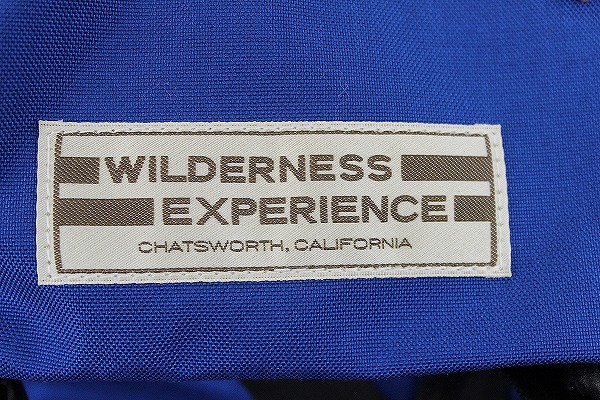 WILDERNESS
EXPERIENCE
CHATSWORTH, CALIFORNIA